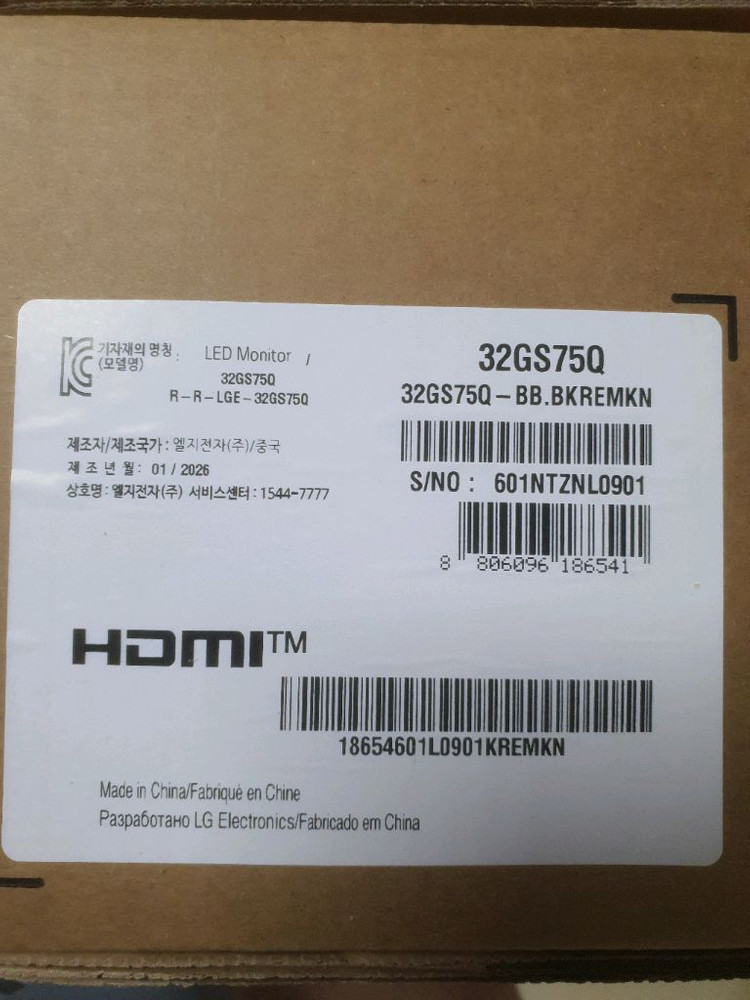 KC 기자재의 명칭 : LED Monitor /
(모델명)
32GS75Q
R-R-LGE-32GS75Q
제조자/제조국가 : 엘지전자(주)/중국
제 조 년 월 : 01 / 2026
상호명 : 엘지전자(주) 서비스센터 : 1544-7777
32GS75Q
32GS75Q-BB.BKREMKN
S/NO : 601NTZNL0901
8 806096 186541
HDMI™
18654601L0901KREMKN
Made in China/Fabriqué en Chine
Разработано LG Electronics/Fabricado em China